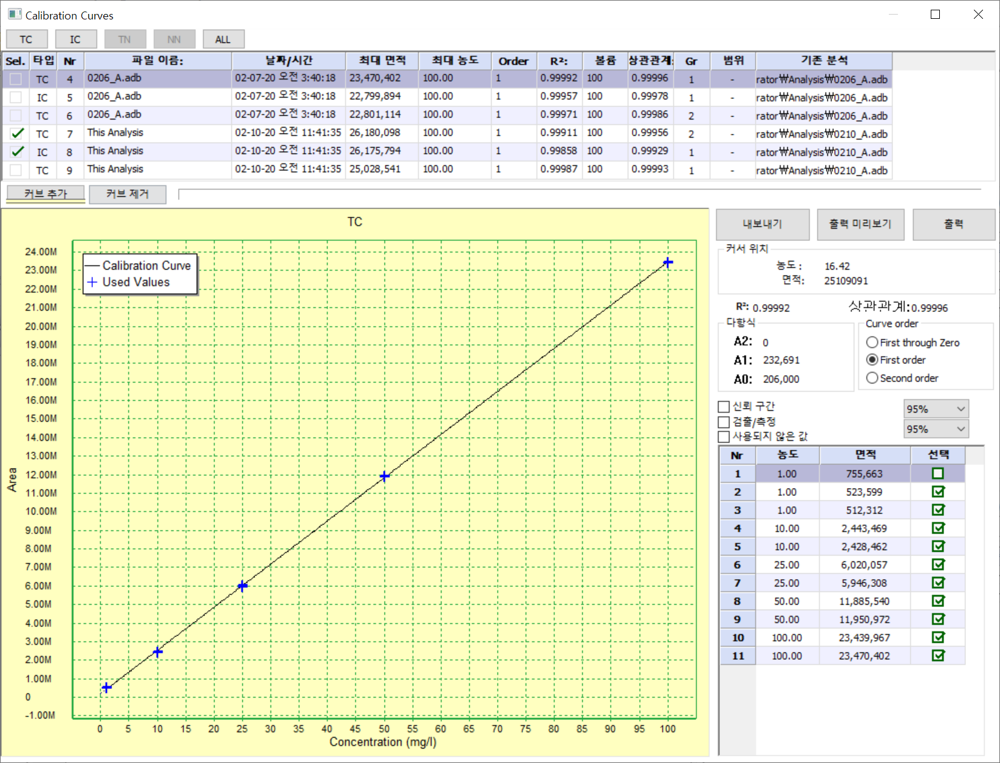 Calibration Curves
TC IC TN NN ALL
Sel. 타입 Nr 파일 이름: 날짜/시간 최대 면적 최대 농도 Order R²: 볼륨 상관관계: Gr 범위 기존 분석
TC 4 0206_A.adb 02-07-20 오전 3:40:18 23,470,402 100.00 1 0.99992 100 0.99996 1 - rator₩Analysis₩0206_A.adb
IC 5 0206_A.adb 02-07-20 오전 3:40:18 22,799,894 100.00 1 0.99957 100 0.99978 1 - rator₩Analysis₩0206_A.adb
TC 6 0206_A.adb 02-07-20 오전 3:40:18 22,801,114 100.00 1 0.99971 100 0.99986 2 - rator₩Analysis₩0206_A.adb
TC 7 This Analysis 02-10-20 오전 11:41:35 26,180,098 100.00 1 0.99911 100 0.99956 2 - rator₩Analysis₩0210_A.adb
IC 8 This Analysis 02-10-20 오전 11:41:35 26,175,794 100.00 1 0.99858 100 0.99929 1 - rator₩Analysis₩0210_A.adb
TC 9 This Analysis 02-10-20 오전 11:41:35 25,028,541 100.00 1 0.99987 100 0.99993 1 - rator₩Analysis₩0210_A.adb
커브 추가 커브 제거
TC
Calibration Curve
Used Values
24.00M
23.00M
22.00M
21.00M
20.00M
19.00M
18.00M
17.00M
16.00M
15.00M
14.00M
13.00M
12.00M
11.00M
10.00M
9.00M
8.00M
7.00M
6.00M
5.00M
4.00M
3.00M
2.00M
1.00M
0
-1.00M
Area
0 5 10 15 20 25 30 35 40 45 50 55 60 65 70 75 80 85 90 95 100
Concentration (mg/l)
내보내기 출력 미리보기 출력
커서 위치
농도 : 16.42
면적: 25109091
R²: 0.99992 상관관계: 0.99996
다항식
A2: 0
A1: 232,691
A0: 206,000
Curve order
First through Zero
First order
Second order
신뢰 구간 95%
검출/측정 95%
사용되지 않은 값
Nr 농도 면적 선택
1 1.00 755,663
2 1.00 523,599
3 1.00 512,312
4 10.00 2,443,469
5 10.00 2,428,462
6 25.00 6,020,057
7 25.00 5,946,308
8 50.00 11,885,540
9 50.00 11,950,972
10 100.00 23,439,967
11 100.00 23,470,402